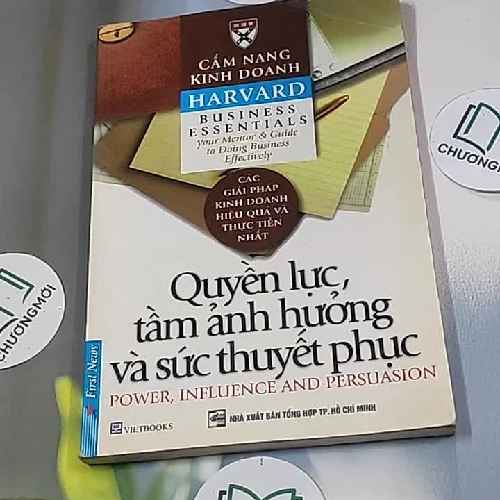 CẨM NANG
KINH DOANH
HARVARD
BUSINESS
ESSENTIALS
Your Mentor & Guide
to Doing Business
Effectively
CÁC
GIẢI PHÁP
KINH DOANH
HIỆU QUẢ VÀ
THỰC TIỄN
NHẤT
Quyền lực,
tầm ảnh hưởng
và sức thuyết phục
POWER, INFLUENCE AND PERSUASION
First News
VIETBOOKS
NHÀ XUẤT BẢN TỔNG HỢP TP. HỒ CHÍ MINH
CHUONGMOI
CHUONGMOI